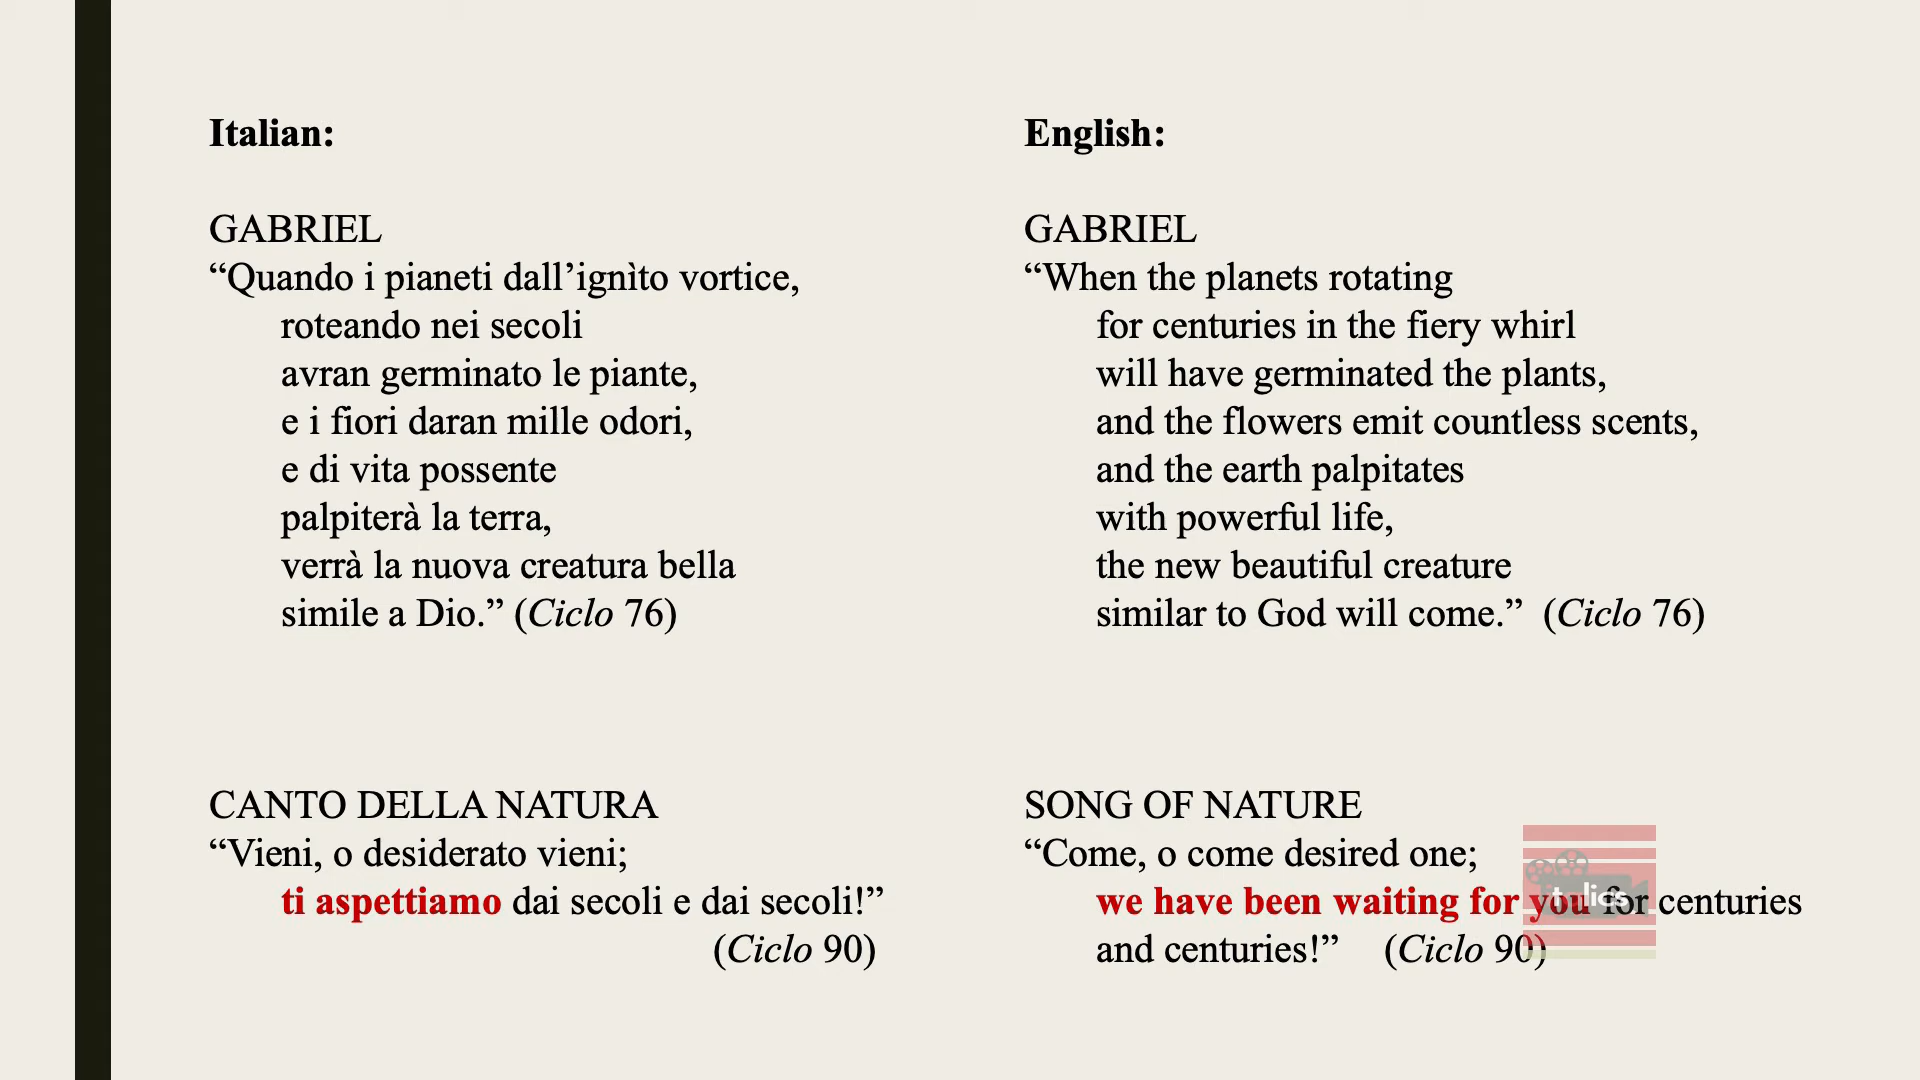 Italian:
GABRIEL
“Quando i pianeti dall’ignìto vortice,
roteando nei secoli
avran germinato le piante,
e i fiori daran mille odori,
e di vita possente
palpiterà la terra,
verrà la nuova creatura bella
simile a Dio.” (Ciclo 76)
CANTO DELLA NATURA
“Vieni, o desiderato vieni;
ti aspettiamo dai secoli e dai secoli!”
(Ciclo 90)
English:
GABRIEL
“When the planets rotating
for centuries in the fiery whirl
will have germinated the plants,
and the flowers emit countless scents,
and the earth palpitates
with powerful life,
the new beautiful creature
similar to God will come.” (Ciclo 76)
SONG OF NATURE
“Come, o come desired one;
we have been waiting for you for centuries
and centuries!” (Ciclo 90)